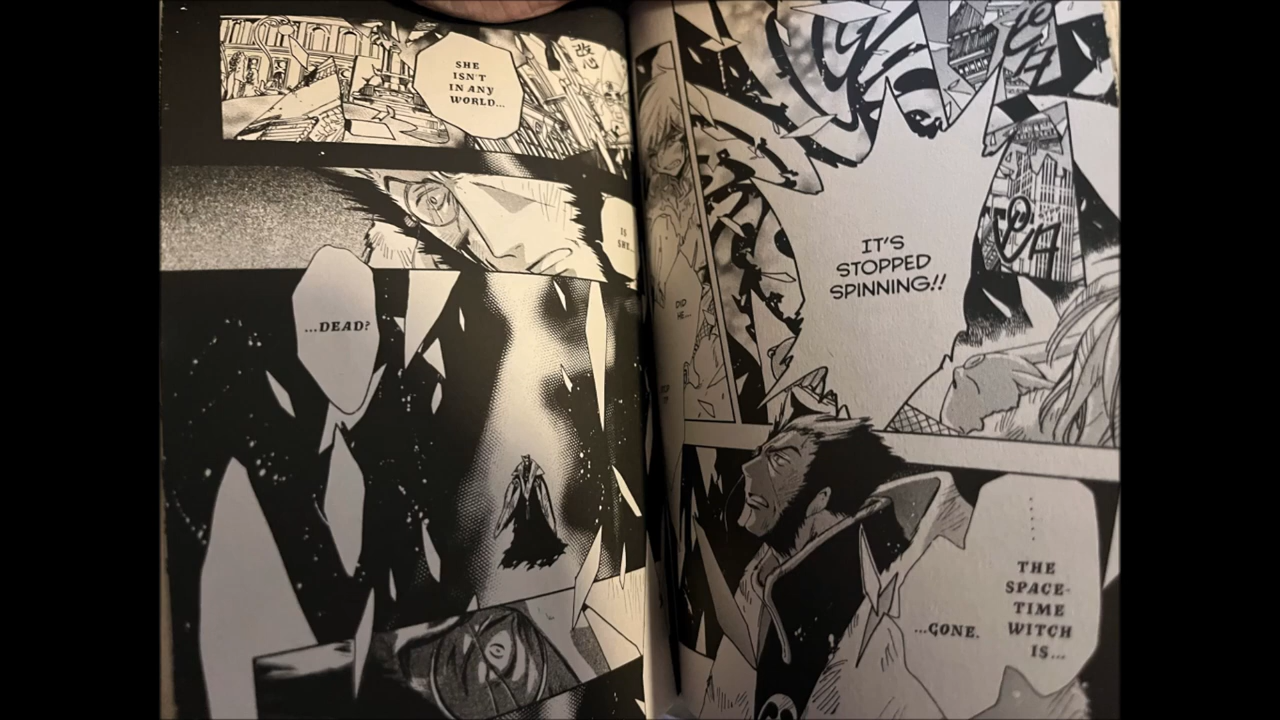 IT'S
STOPPED
SPINNING!!
DID
HE...
......
THE
SPACE-
TIME
WITCH
IS...
...GONE.
SHE
ISN'T
IN ANY
WORLD...
IS
SHE...
...DEAD?